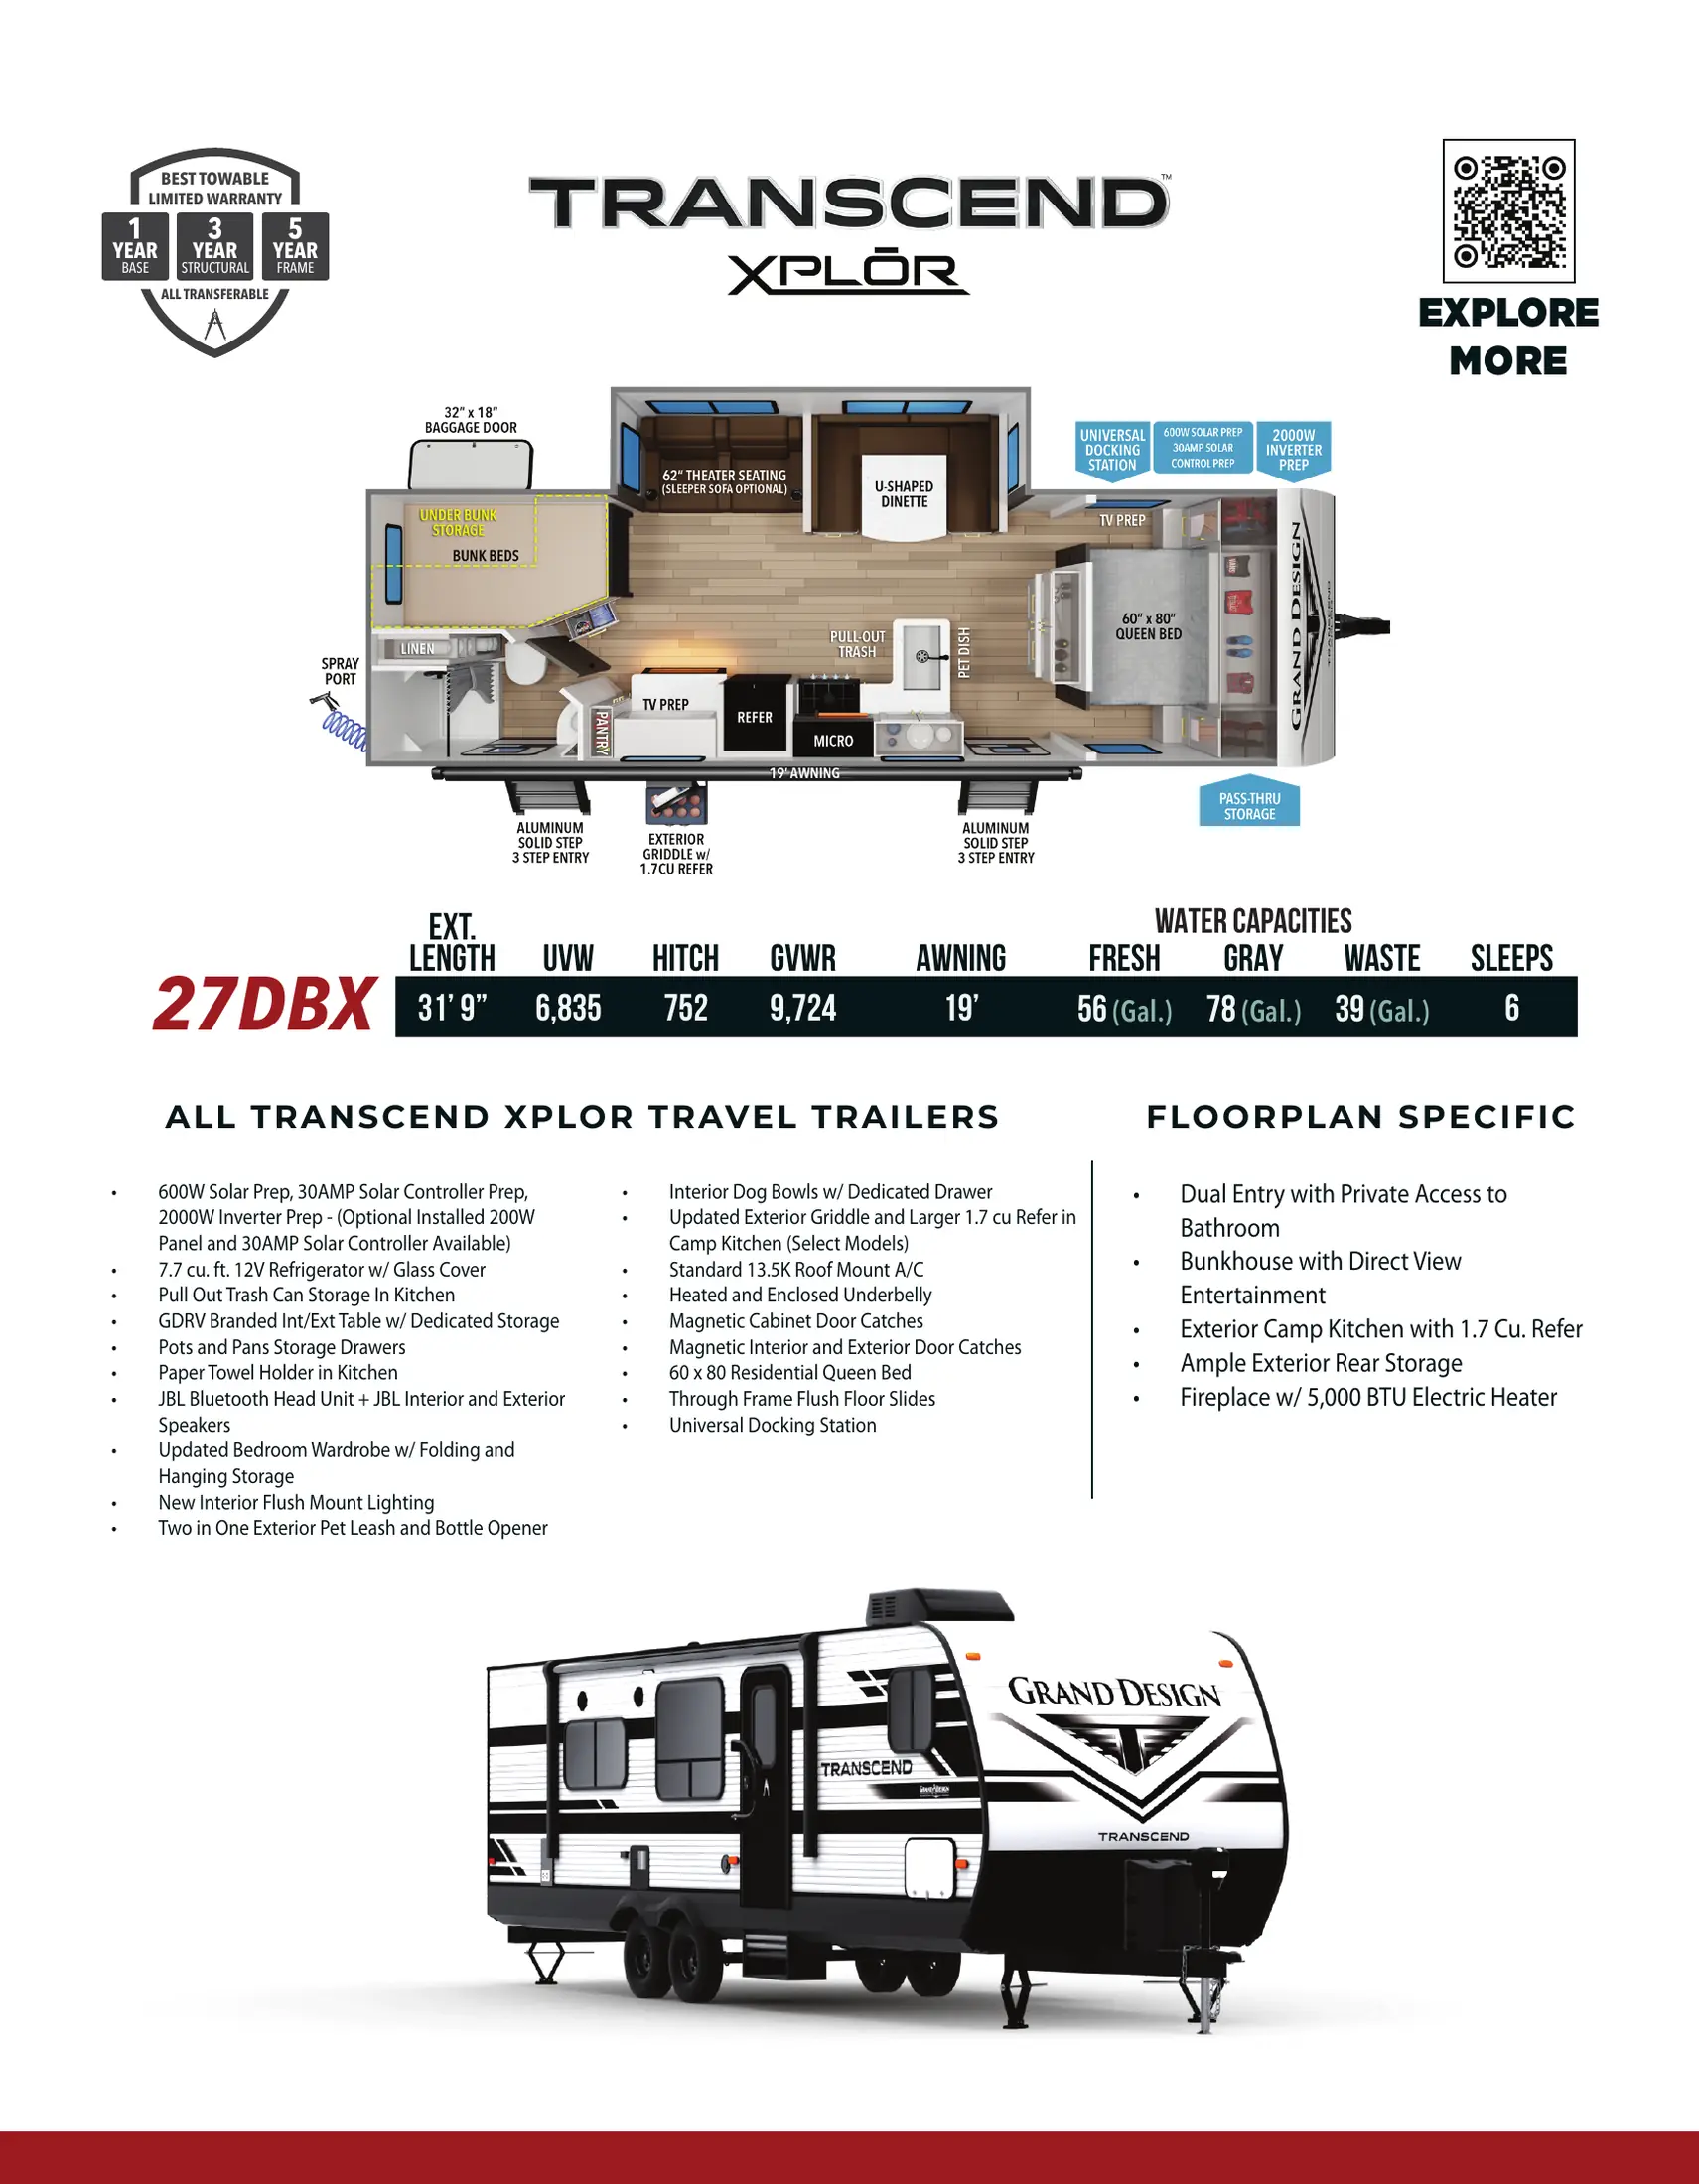 BEST TOWABLE
LIMITED WARRANTY
1 YEAR BASE
3 YEAR STRUCTURAL
5 YEAR FRAME
ALL TRANSFERABLE
TRANSCEND™
XPLŌR
EXPLORE
MORE
32" x 18"
BAGGAGE DOOR
62" THEATER SEATING
(SLEEPER SOFA OPTIONAL)
U-SHAPED
DINETTE
UNIVERSAL
DOCKING
STATION
600W SOLAR PREP
30AMP SOLAR
CONTROL PREP
2000W
INVERTER
PREP
UNDER BUNK
STORAGE
BUNK BEDS
TV PREP
GRAND DESIGN
TRANSCEND
60" x 80"
QUEEN BED
PULL-OUT
TRASH
PET DISH
LINEN
SPRAY
PORT
TV PREP
PANTRY
REFER
MICRO
19' AWNING
PASS-THRU
STORAGE
ALUMINUM
SOLID STEP
3 STEP ENTRY
EXTERIOR
GRIDDLE w/
1.7CU REFER
ALUMINUM
SOLID STEP
3 STEP ENTRY
WATER CAPACITIES
EXT.
LENGTH UVW HITCH GVWR AWNING FRESH GRAY WASTE SLEEPS
27DBX 31' 9" 6,835 752 9,724 19' 56 (Gal.) 78 (Gal.) 39 (Gal.) 6
ALL TRANSCEND XPLOR TRAVEL TRAILERS
• 600W Solar Prep, 30AMP Solar Controller Prep,
2000W Inverter Prep - (Optional Installed 200W
Panel and 30AMP Solar Controller Available)
• 7.7 cu. ft. 12V Refrigerator w/ Glass Cover
• Pull Out Trash Can Storage In Kitchen
• GDRV Branded Int/Ext Table w/ Dedicated Storage
• Pots and Pans Storage Drawers
• Paper Towel Holder in Kitchen
• JBL Bluetooth Head Unit + JBL Interior and Exterior
Speakers
• Updated Bedroom Wardrobe w/ Folding and
Hanging Storage
• New Interior Flush Mount Lighting
• Two in One Exterior Pet Leash and Bottle Opener
• Interior Dog Bowls w/ Dedicated Drawer
• Updated Exterior Griddle and Larger 1.7 cu Refer in
Camp Kitchen (Select Models)
• Standard 13.5K Roof Mount A/C
• Heated and Enclosed Underbelly
• Magnetic Cabinet Door Catches
• Magnetic Interior and Exterior Door Catches
• 60 x 80 Residential Queen Bed
• Through Frame Flush Floor Slides
• Universal Docking Station
FLOORPLAN SPECIFIC
• Dual Entry with Private Access to
Bathroom
• Bunkhouse with Direct View
Entertainment
• Exterior Camp Kitchen with 1.7 Cu. Refer
• Ample Exterior Rear Storage
• Fireplace w/ 5,000 BTU Electric Heater
GRAND DESIGN
TRANSCEND
GRAND DESIGN
TRANSCEND